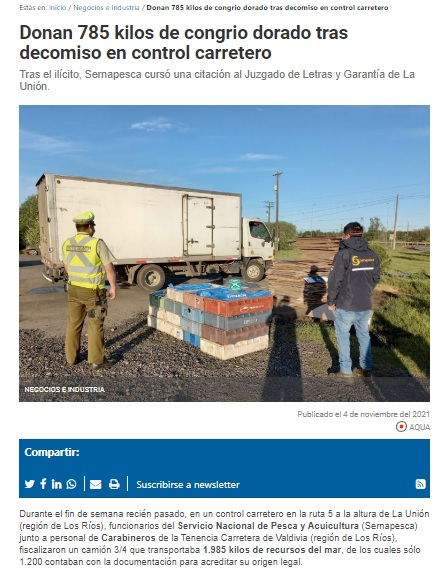 Estás en: Inicio / Negocios e Industria / Donan 785 kilos de congrio dorado tras decomiso en control carretero
Donan 785 kilos de congrio dorado tras
decomiso en control carretero
Tras el ilícito, Sernapesca cursó una citación al Juzgado de Letras y Garantía de La
Unión.
NEGOCIOS E INDUSTRIA
Publicado el 4 de noviembre del 2021
AQUA
Compartir:
Suscribirse a newsletter
Durante el fin de semana recién pasado, en un control carretero en la ruta 5 a la altura de La Unión
(región de Los Ríos), funcionarios del Servicio Nacional de Pesca y Acuicultura (Sernapesca)
junto a personal de Carabineros de la Tenencia Carretera de Valdivia (región de Los Ríos),
fiscalizaron un camión 3/4 que transportaba 1.985 kilos de recursos del mar, de los cuales sólo
1.200 contaban con la documentación para acreditar su origen legal.